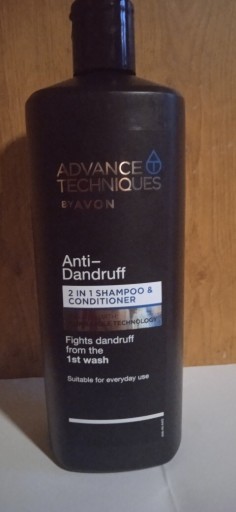 ADVANCE
TECHNIQUES
BY AVON
Anti-
Dandruff
2 IN 1 SHAMPOO &
CONDITIONER
TECHNOLOGY
Fights dandruff
from the
1st wash
Suitable for everyday use